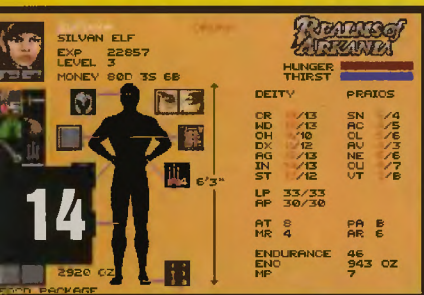 SILVAN ELF
EXP 22857
LEVEL 3
MONEY 80D 3S 6B
REALMS OF ARKANIA
HUNGER
THIRST
DEITY PRAIOS
CR /13 SN /4
WD /13 AC /5
CH /10 CL /6
DX /12 AV /3
AG /13 NE /6
IN /13 CU /7
ST /12 VT /8
LP 33/33
AP 30/30
AT 8 PA 8
MR 4 AR 6
ENDURANCE 46
ENC 943 OZ
MP 7
6'3"
14
2920 OZ
PACKAGE